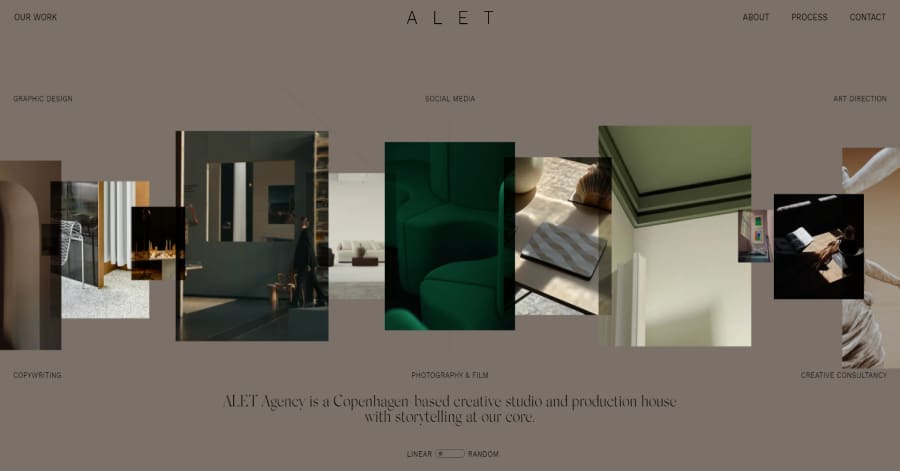 OUR WORK
A L E T
ABOUT
PROCESS
CONTACT
GRAPHIC DESIGN
SOCIAL MEDIA
ART DIRECTION
COPYWRITING
PHOTOGRAPHY & FILM
CREATIVE CONSULTANCY
ALET Agency is a Copenhagen-based creative studio and production house
with storytelling at our core.
LINEAR
RANDOM